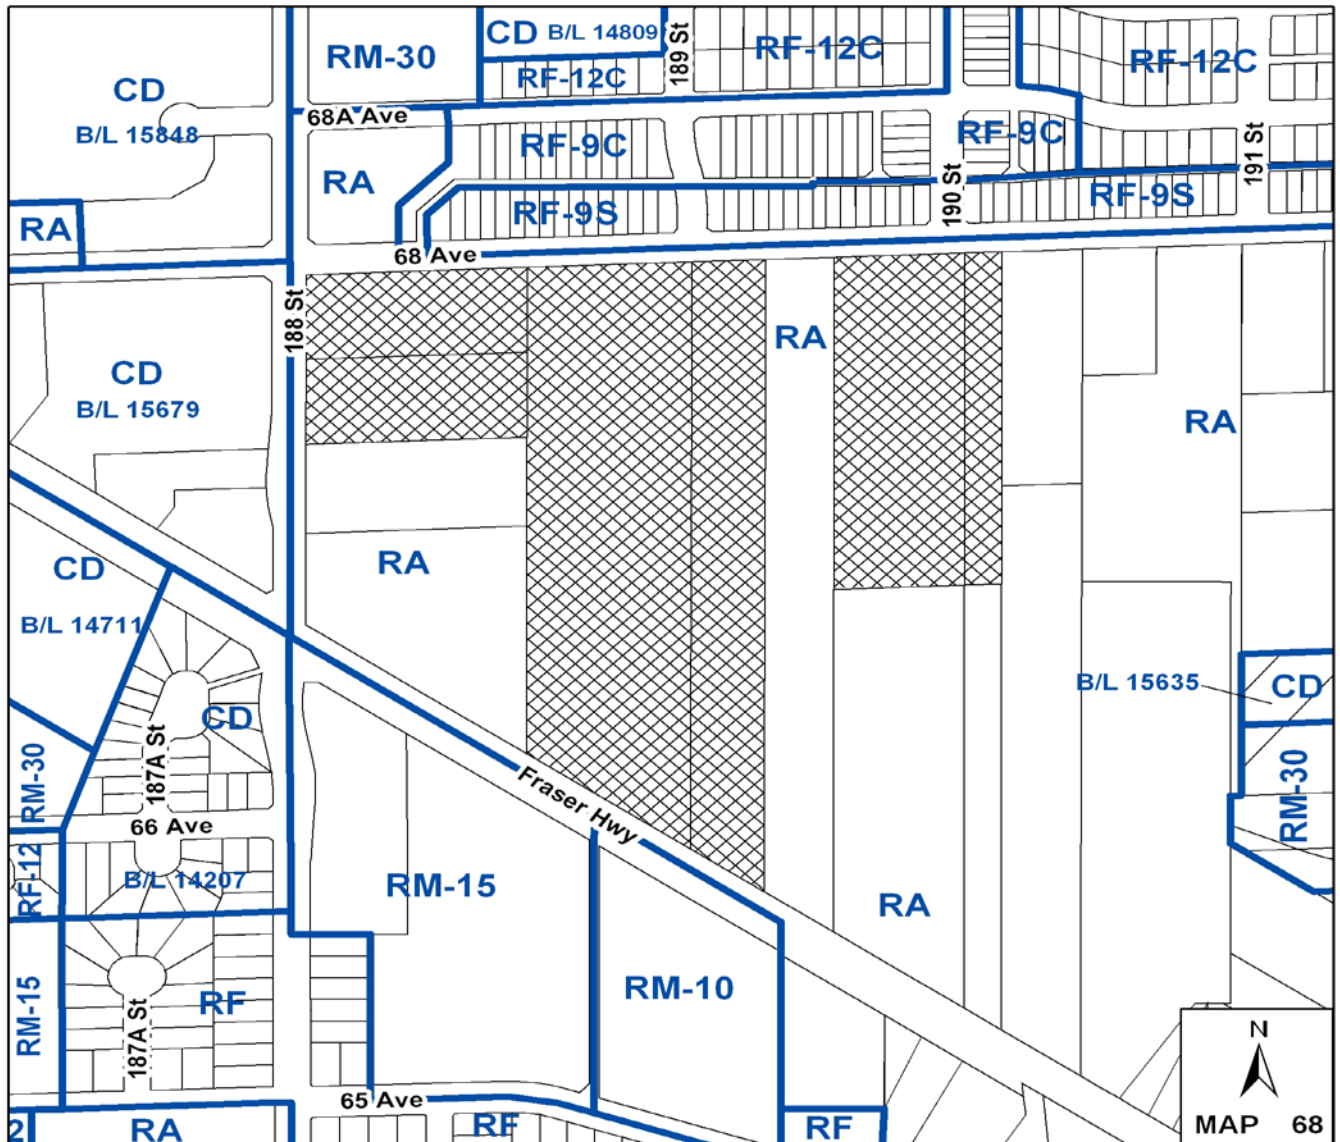 CD B/L 14809
189 St
RM-30
RF-12C
RF-12C
RF-12C
CD
B/L 15848
68A Ave
RF-9C
RF-9C
191 St
RA
190 St
RF-9S
RF-9S
RA
68 Ave
188 St
RA
CD
B/L 15679
RA
RA
CD
B/L 14711
B/L 15635
CD
CD
187A St
RM-30
RM-30
Fraser Hwy
66 Ave
RF-12
B/L 14207
RM-15
RA
RM-10
RF
RM-15
187A St
N
65 Ave
2
RA
RF
RF
MAP 68